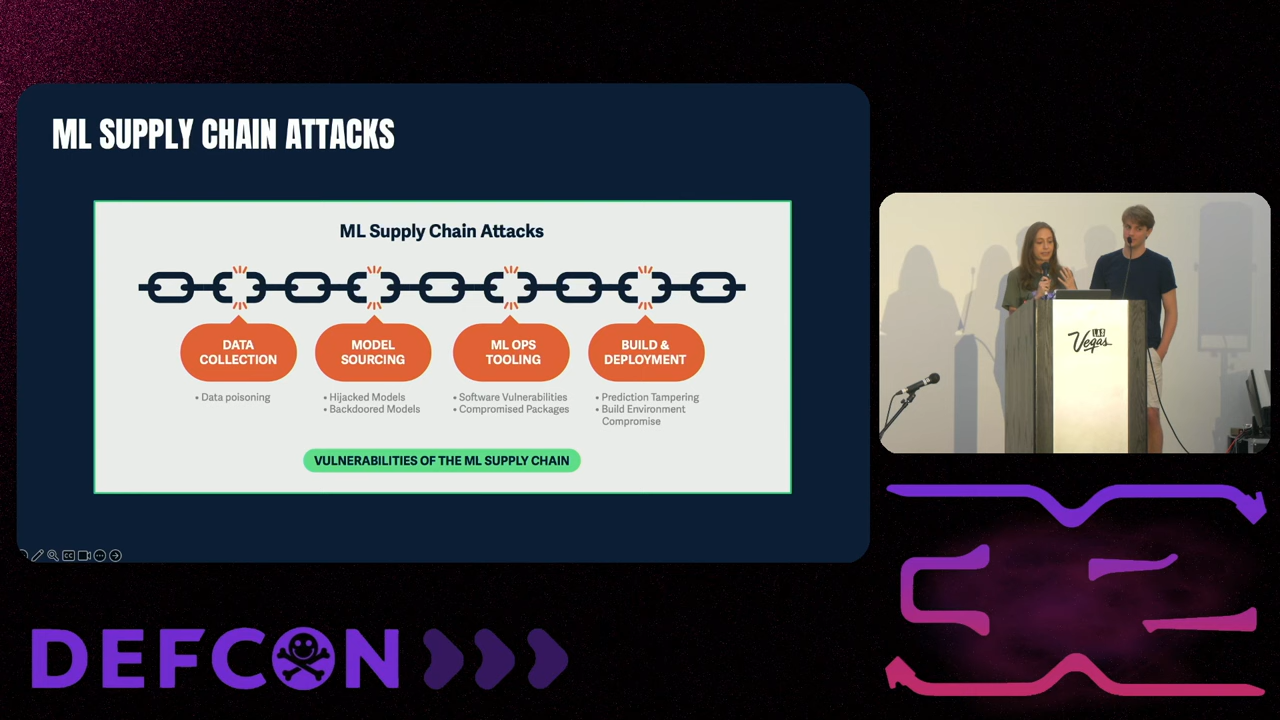 ML SUPPLY CHAIN ATTACKS
ML Supply Chain Attacks
DATA
COLLECTION
• Data poisoning
MODEL
SOURCING
• Hijacked Models
• Backdoored Models
ML OPS
TOOLING
• Software Vulnerabilities
• Compromised Packages
BUILD &
DEPLOYMENT
• Prediction Tampering
• Build Environment
Compromise
VULNERABILITIES OF THE ML SUPPLY CHAIN
LAS
Vegas
DEFCON